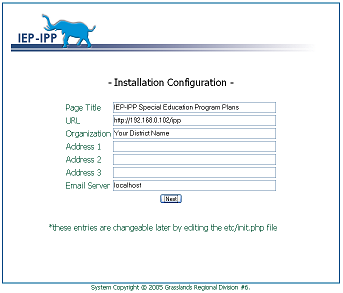 IEP-IPP
- Installation Configuration -
Page Title IEP-IPP Special Education Program Plans
URL http://192.168.0.102/ipp
Organization Your District Name
Address 1
Address 2
Address 3
Email Server localhost
Next
*these entries are changeable later by editing the etc/init.php file
System Copyright © 2005 Grasslands Regional Division #6.